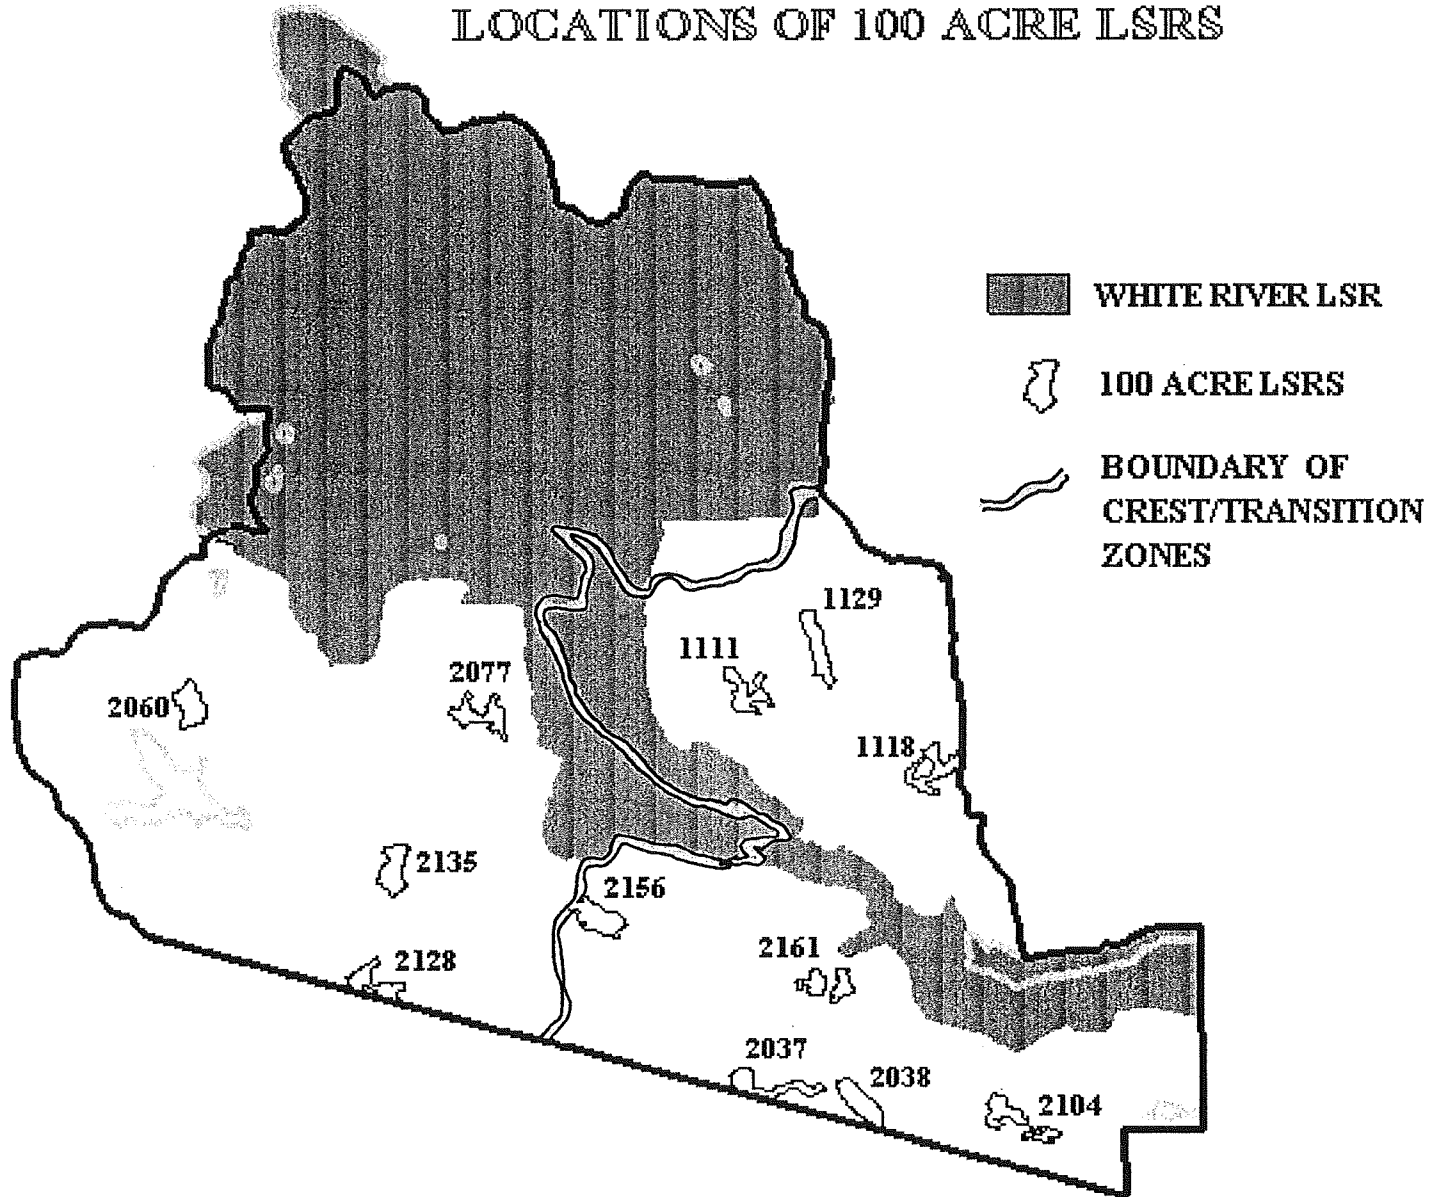 LOCATIONS OF 100 ACRE LSRS
WHITE RIVER LSR
100 ACRE LSRS
BOUNDARY OF
CREST/TRANSITION
ZONES
1129
1111
2077
2060
1118
2135
2156
2161
2128
2037
2038
2104